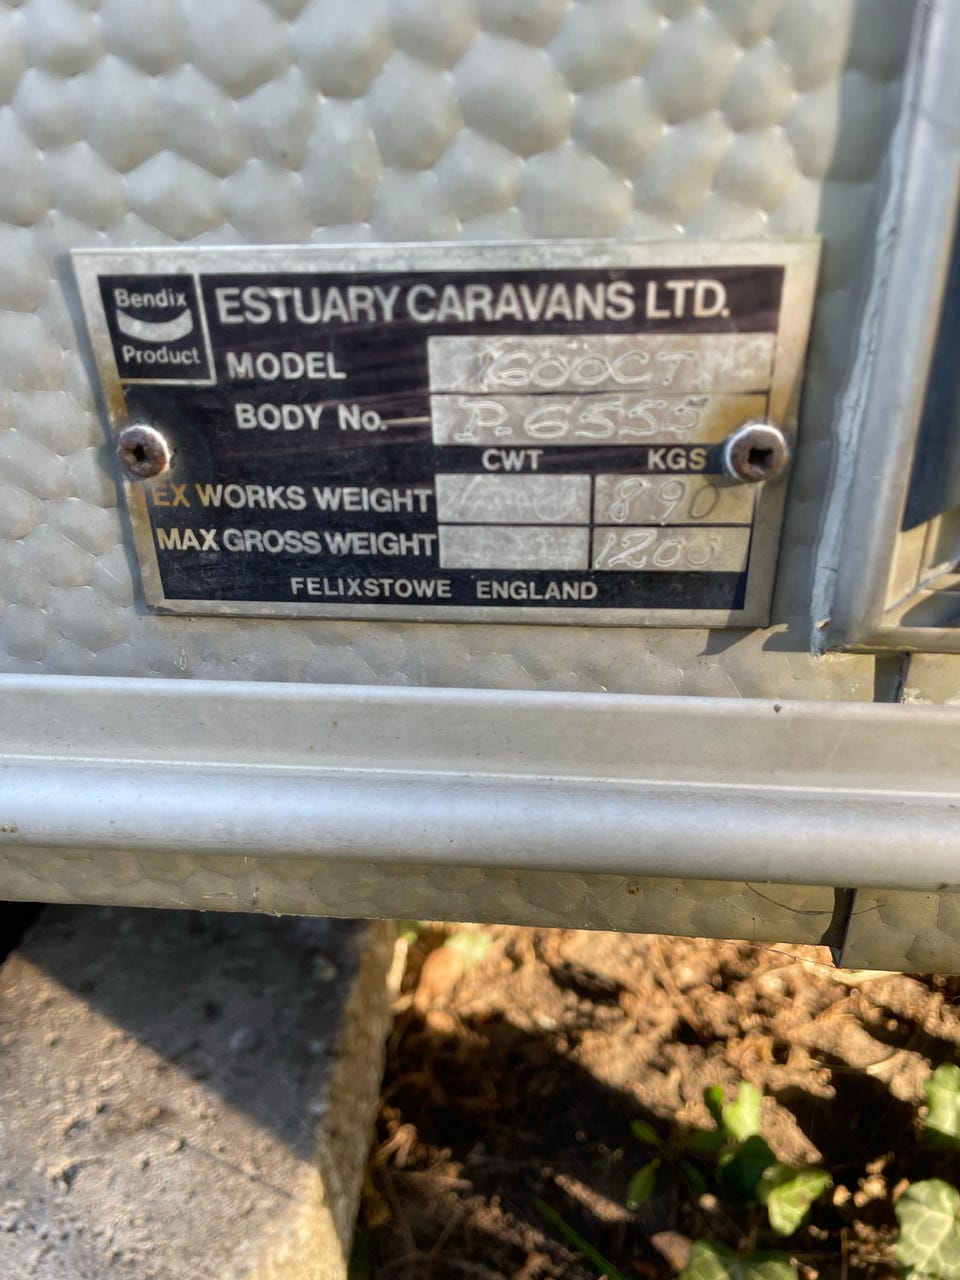 Bendix
Product
ESTUARY CARAVANS LTD.
MODEL 1600CT
BODY No. P.6555
CWT KGS
EX WORKS WEIGHT 890
MAX GROSS WEIGHT 1200
FELIXSTOWE ENGLAND